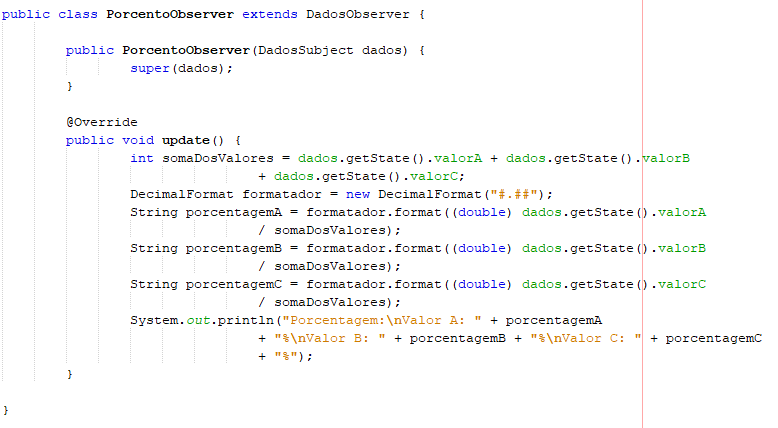 public class PorcentoObserver extends DadosObserver {
public PorcentoObserver(DadosSubject dados) {
super(dados);
}
@Override
public void update() {
int somaDosValores = dados.getState().valorA + dados.getState().valorB
+ dados.getState().valorC;
DecimalFormat formatador = new DecimalFormat("#.##");
String porcentagemA = formatador.format((double) dados.getState().valorA
/ somaDosValores);
String porcentagemB = formatador.format((double) dados.getState().valorB
/ somaDosValores);
String porcentagemC = formatador.format((double) dados.getState().valorC
/ somaDosValores);
System.out.println("Porcentagem:\nValor A: " + porcentagemA
+ "%\nValor B: " + porcentagemB + "%\nValor C: " + porcentagemC
+ "%");
}
}